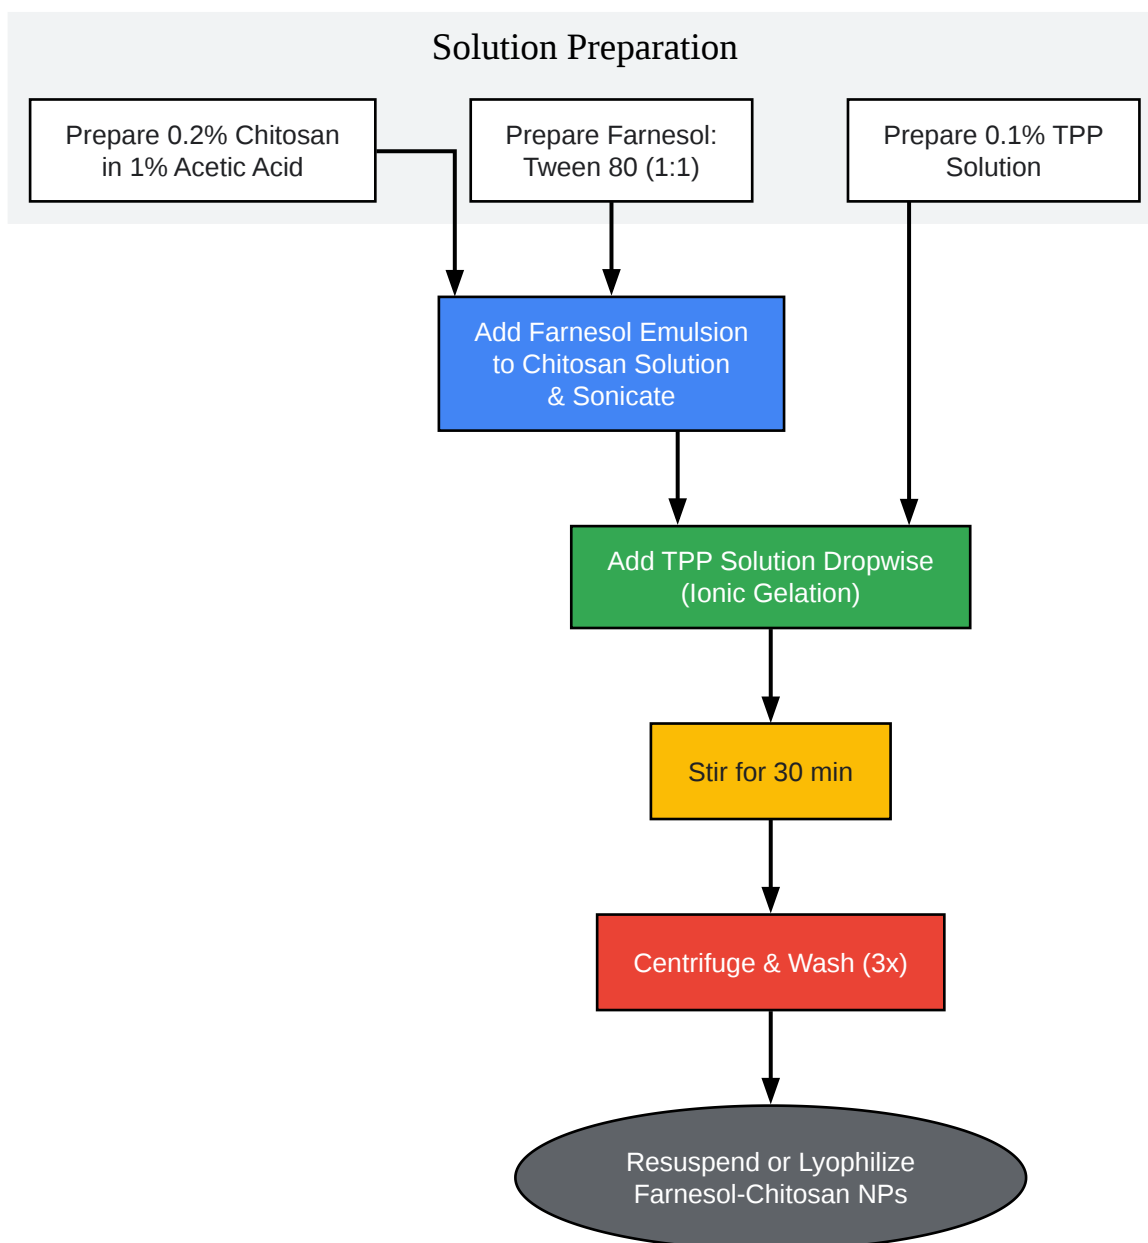 Solution Preparation
Prepare 0.2% Chitosan
in 1% Acetic Acid
Prepare Farnesol:
Tween 80 (1:1)
Prepare 0.1% TPP
Solution
Add Farnesol Emulsion
to Chitosan Solution
& Sonicate
Add TPP Solution Dropwise
(Ionic Gelation)
Stir for 30 min
Centrifuge & Wash (3x)
Resuspend or Lyophilize
Farnesol-Chitosan NPs